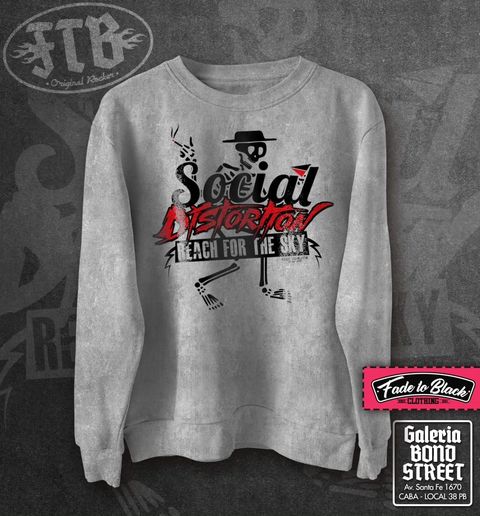 FTB
Original Rocker
Social
DISTORTION
REACH FOR THE SKY
Fade to Black
CLOTHING
Galeria
BOND
STREET
Av. Santa Fe 1670
CABA - LOCAL 38 PB